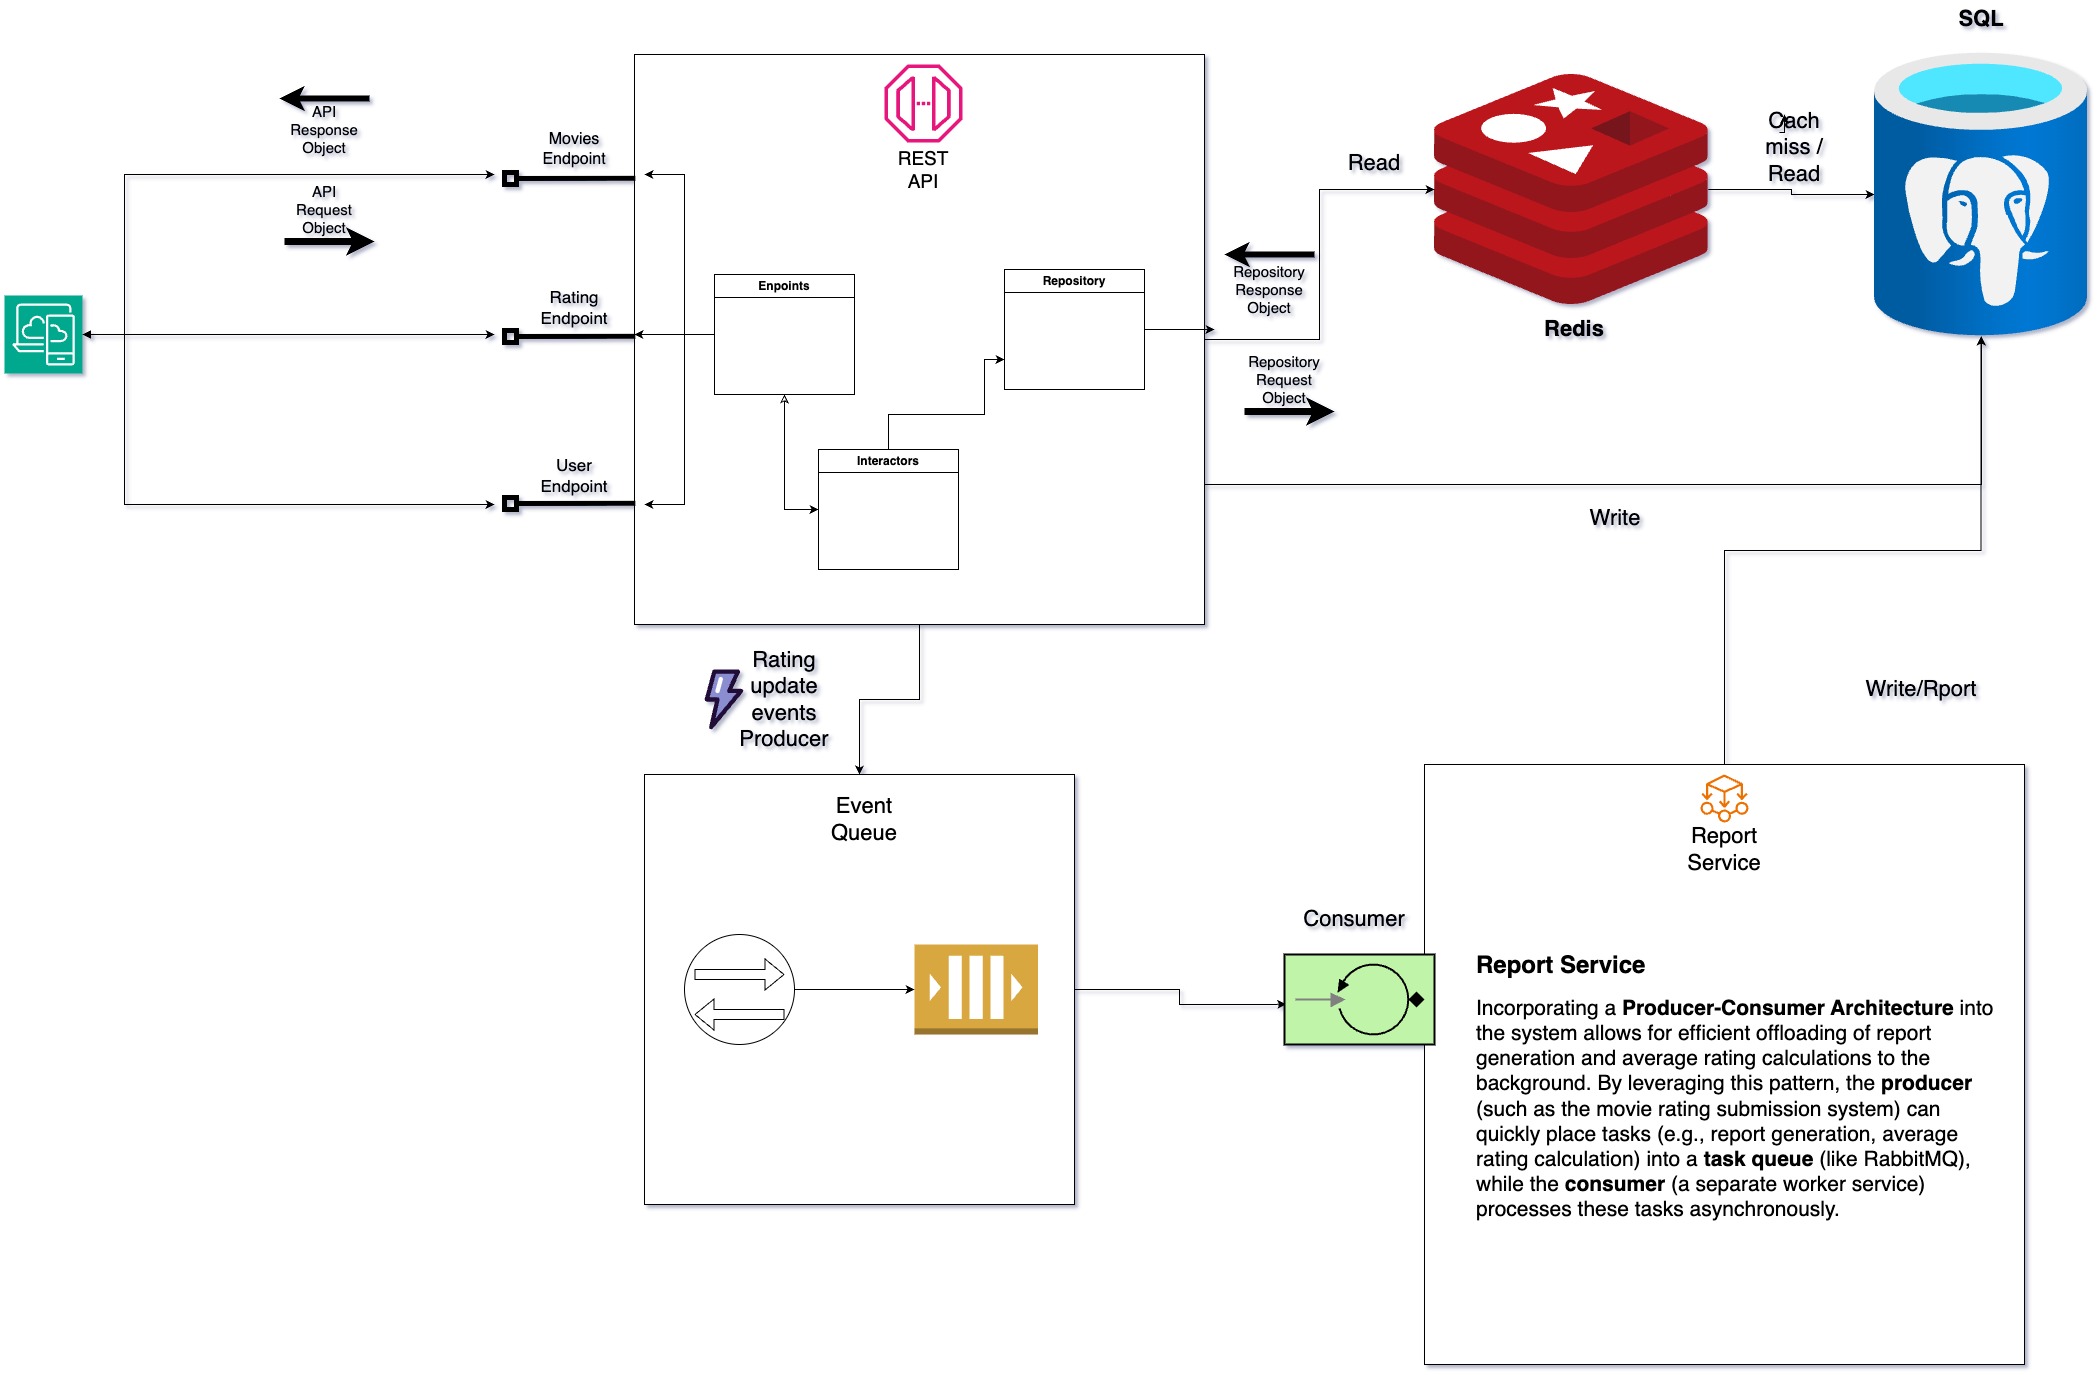 SQL
API
Response
Object
Movies
Endpoint
REST
API
API
Request
Object
Read
Cach
miss /
Read
Repository
Response
Object
Rating
Endpoint
Enpoints
Repository
Redis
Repository
Request
Object
User
Endpoint
Interactors
Write
Rating
update
events
Producer
Write/Rport
Event
Queue
Report
Service
Consumer
Report Service
Incorporating a Producer-Consumer Architecture into
the system allows for efficient offloading of report
generation and average rating calculations to the
background. By leveraging this pattern, the producer
(such as the movie rating submission system) can
quickly place tasks (e.g., report generation, average
rating calculation) into a task queue (like RabbitMQ),
while the consumer (a separate worker service)
processes these tasks asynchronously.